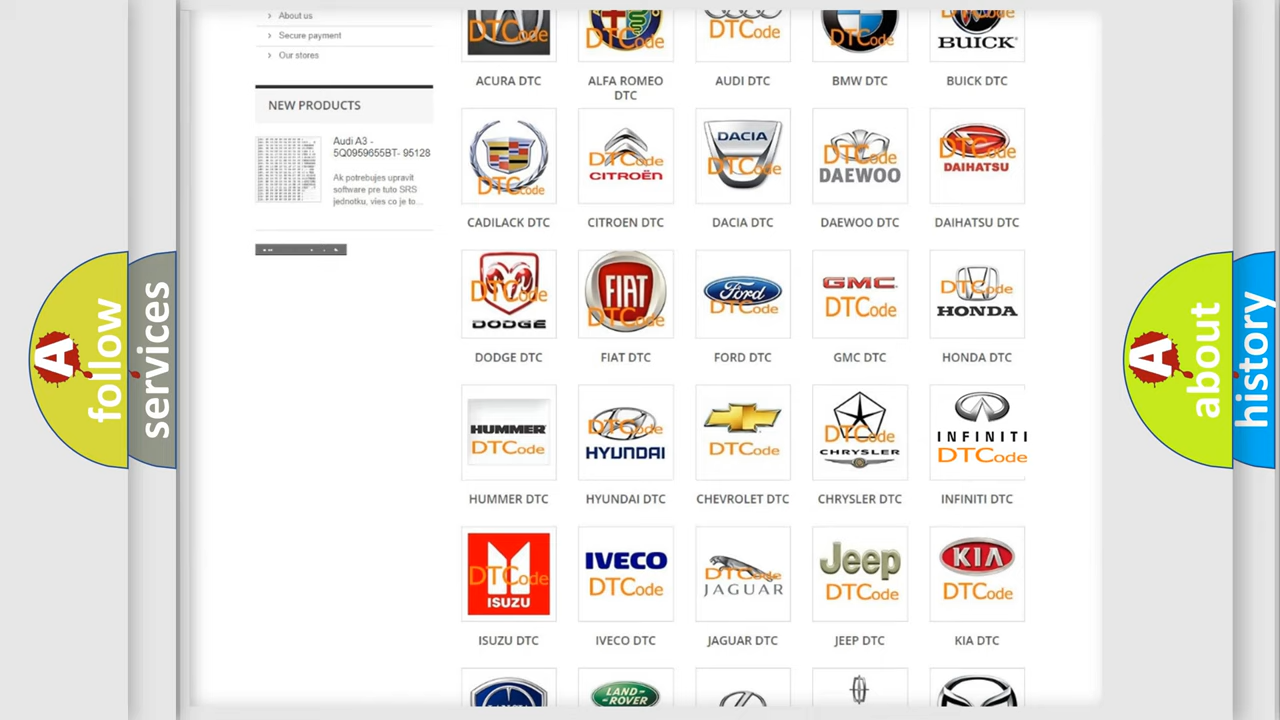 About us
Secure payment
Our stores
NEW PRODUCTS
Audi A3 -
5Q0959655BT- 95128
Ak potrebujes upravit
software pre tuto SRS
jednotku, vies co je to...
DTCode
DTCode
DTCode
DTCode
BUICK
ACURA DTC
ALFA ROMEO
DTC
AUDI DTC
BMW DTC
BUICK DTC
DTCode
DTCode
CITROËN
DACIA
DTCode
DTCode
DAEWOO
DTCode
DAIHATSU
CADILACK DTC
CITROEN DTC
DACIA DTC
DAEWOO DTC
DAIHATSU DTC
DTCode
DODGE
FIAT
DTCode
Ford
DTCode
GMC
DTCode
DTCode
HONDA
DODGE DTC
FIAT DTC
FORD DTC
GMC DTC
HONDA DTC
HUMMER
DTCode
DTCode
HYUNDAI
DTCode
DTCode
CHRYSLER
INFINITI
DTCode
HUMMER DTC
HYUNDAI DTC
CHEVROLET DTC
CHRYSLER DTC
INFINITI DTC
DTCode
ISUZU
IVECO
DTCode
DTCode
JAGUAR
Jeep
DTCode
KIA
DTCode
ISUZU DTC
IVECO DTC
JAGUAR DTC
JEEP DTC
KIA DTC
LAND-
ROVER
A
follow
services
A
about
history